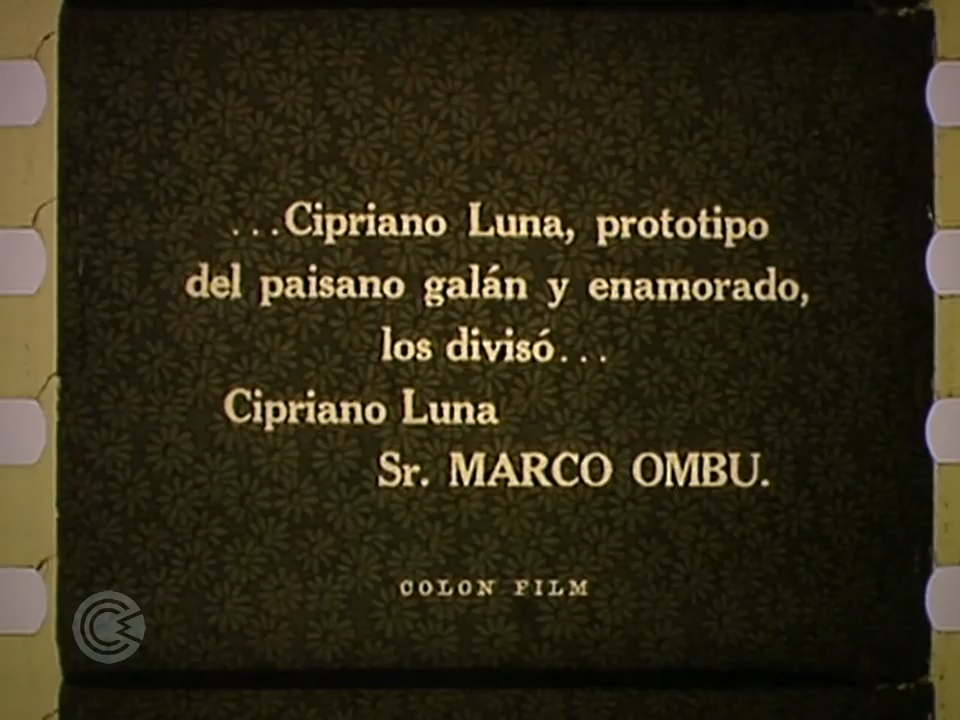 ...Cipriano Luna, prototipo
del paisano galán y enamorado,
los divisó...
Cipriano Luna
Sr. MARCO OMBU.
COLON FILM